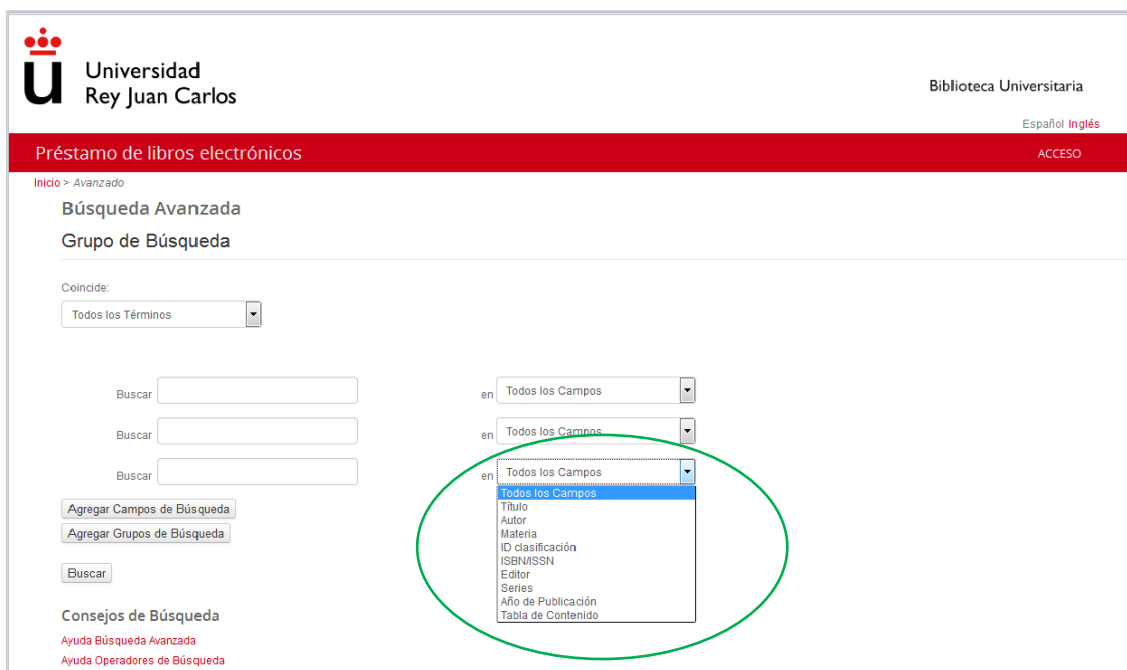 Universidad
Rey Juan Carlos
Biblioteca Universitaria
Español Inglés
Préstamo de libros electrónicos
ACCESO
Inicio > Avanzado
Búsqueda Avanzada
Grupo de Búsqueda
Coincide:
Todos los Términos
Buscar en Todos los Campos
Buscar en Todos los Campos
Buscar en Todos los Campos
Todos los Campos
Título
Autor
Materia
ID clasificación
ISBN/ISSN
Editor
Series
Año de Publicación
Tabla de Contenido
Agregar Campos de Búsqueda
Agregar Grupos de Búsqueda
Buscar
Consejos de Búsqueda
Ayuda Búsqueda Avanzada
Ayuda Operadores de Búsqueda